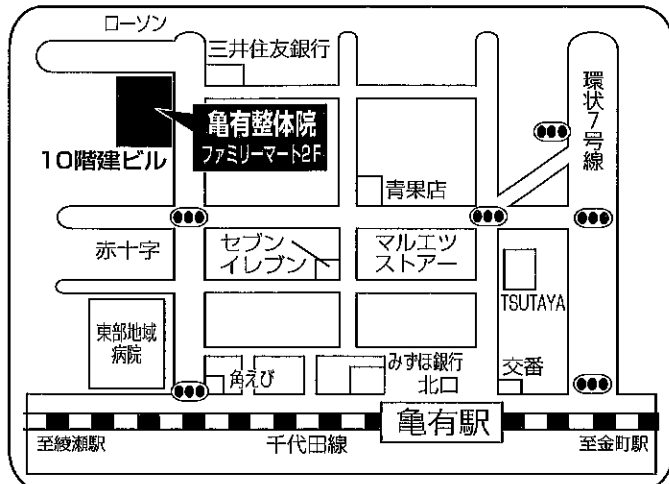 ローソン
三井住友銀行
環状7号線
亀有整体院
ファミリーマート2F
10階建ビル
青果店
赤十字
セブン
イレブン
マルエツ
ストアー
TSUTAYA
東部地域
病院
角えび
みずほ銀行
北口
交番
亀有駅
至綾瀬駅
千代田線
至金町駅